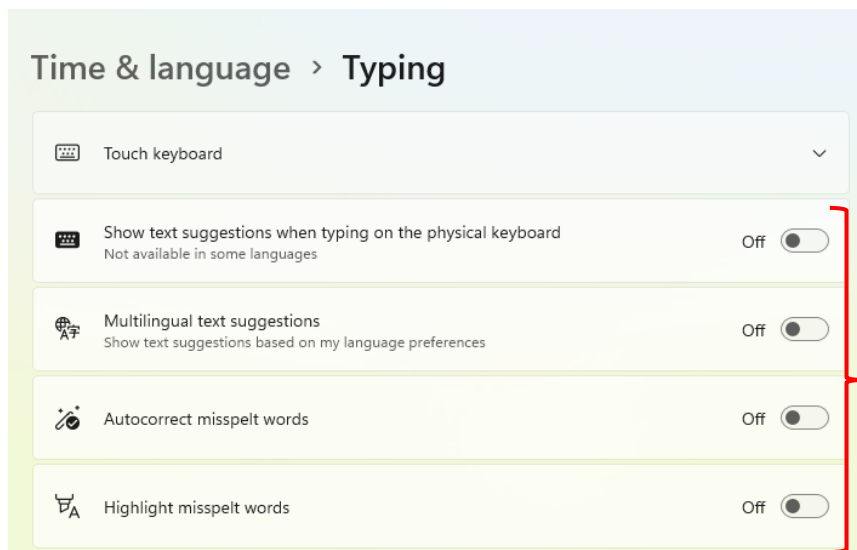 Time & language > Typing
Touch keyboard
Show text suggestions when typing on the physical keyboard
Not available in some languages
Off
Multilingual text suggestions
Show text suggestions based on my language preferences
Off
Autocorrect misspelt words
Off
Highlight misspelt words
Off